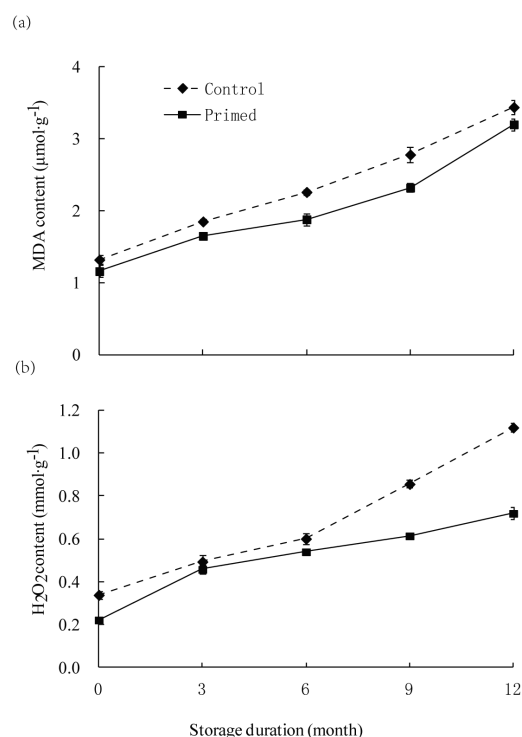 (a)
4
3
2
1
0
MDA content (μmol·g-1)
Control
Primed
(b)
1.2
1.0
0.8
0.6
0.4
0.2
0.0
H2O2content (mmol·g-1)
0 3 6 9 12
Storage duration (month)